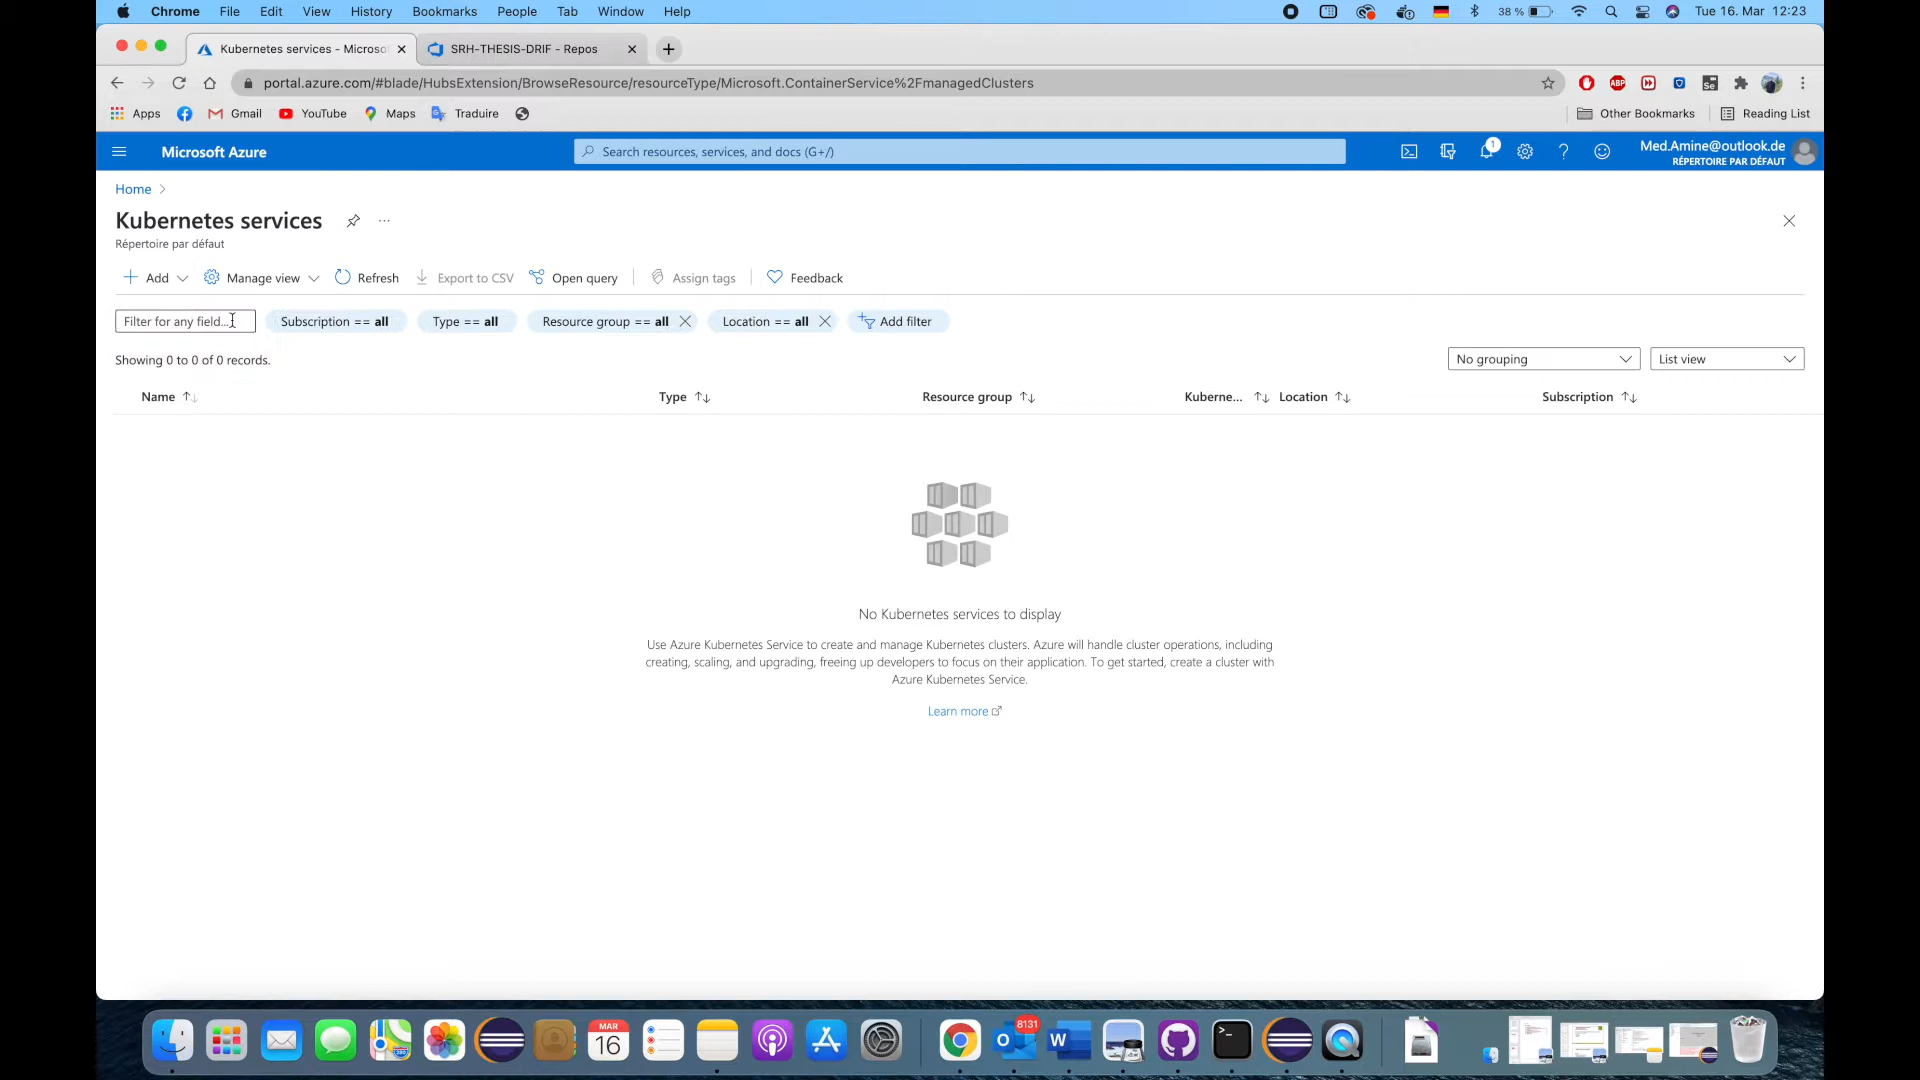 Chrome File Edit View History Bookmarks People Tab Window Help 38 % Tue 16. Mar 12:23
Kubernetes services - Microso SRH-THESIS-DRIF - Repos
portal.azure.com/#blade/HubsExtension/BrowseResource/resourceType/Microsoft.ContainerService%2FmanagedClusters ABP Se
Apps Gmail YouTube Maps Traduire Other Bookmarks Reading List
Microsoft Azure Search resources, services, and docs (G+/) 1 Med.Amine@outlook.de
RÉPERTOIRE PAR DÉFAUT
Home
Kubernetes services
Répertoire par défaut
Add Manage view Refresh Export to CSV Open query Assign tags Feedback
Filter for any field... Subscription == all Type == all Resource group == all Location == all Add filter
Showing 0 to 0 of 0 records. No grouping List view
Name Type Resource group Kuberne... Location Subscription
No Kubernetes services to display
Use Azure Kubernetes Service to create and manage Kubernetes clusters. Azure will handle cluster operations, including
creating, scaling, and upgrading, freeing up developers to focus on their application. To get started, create a cluster with
Azure Kubernetes Service.
Learn more
MAR
16
8131
O
W